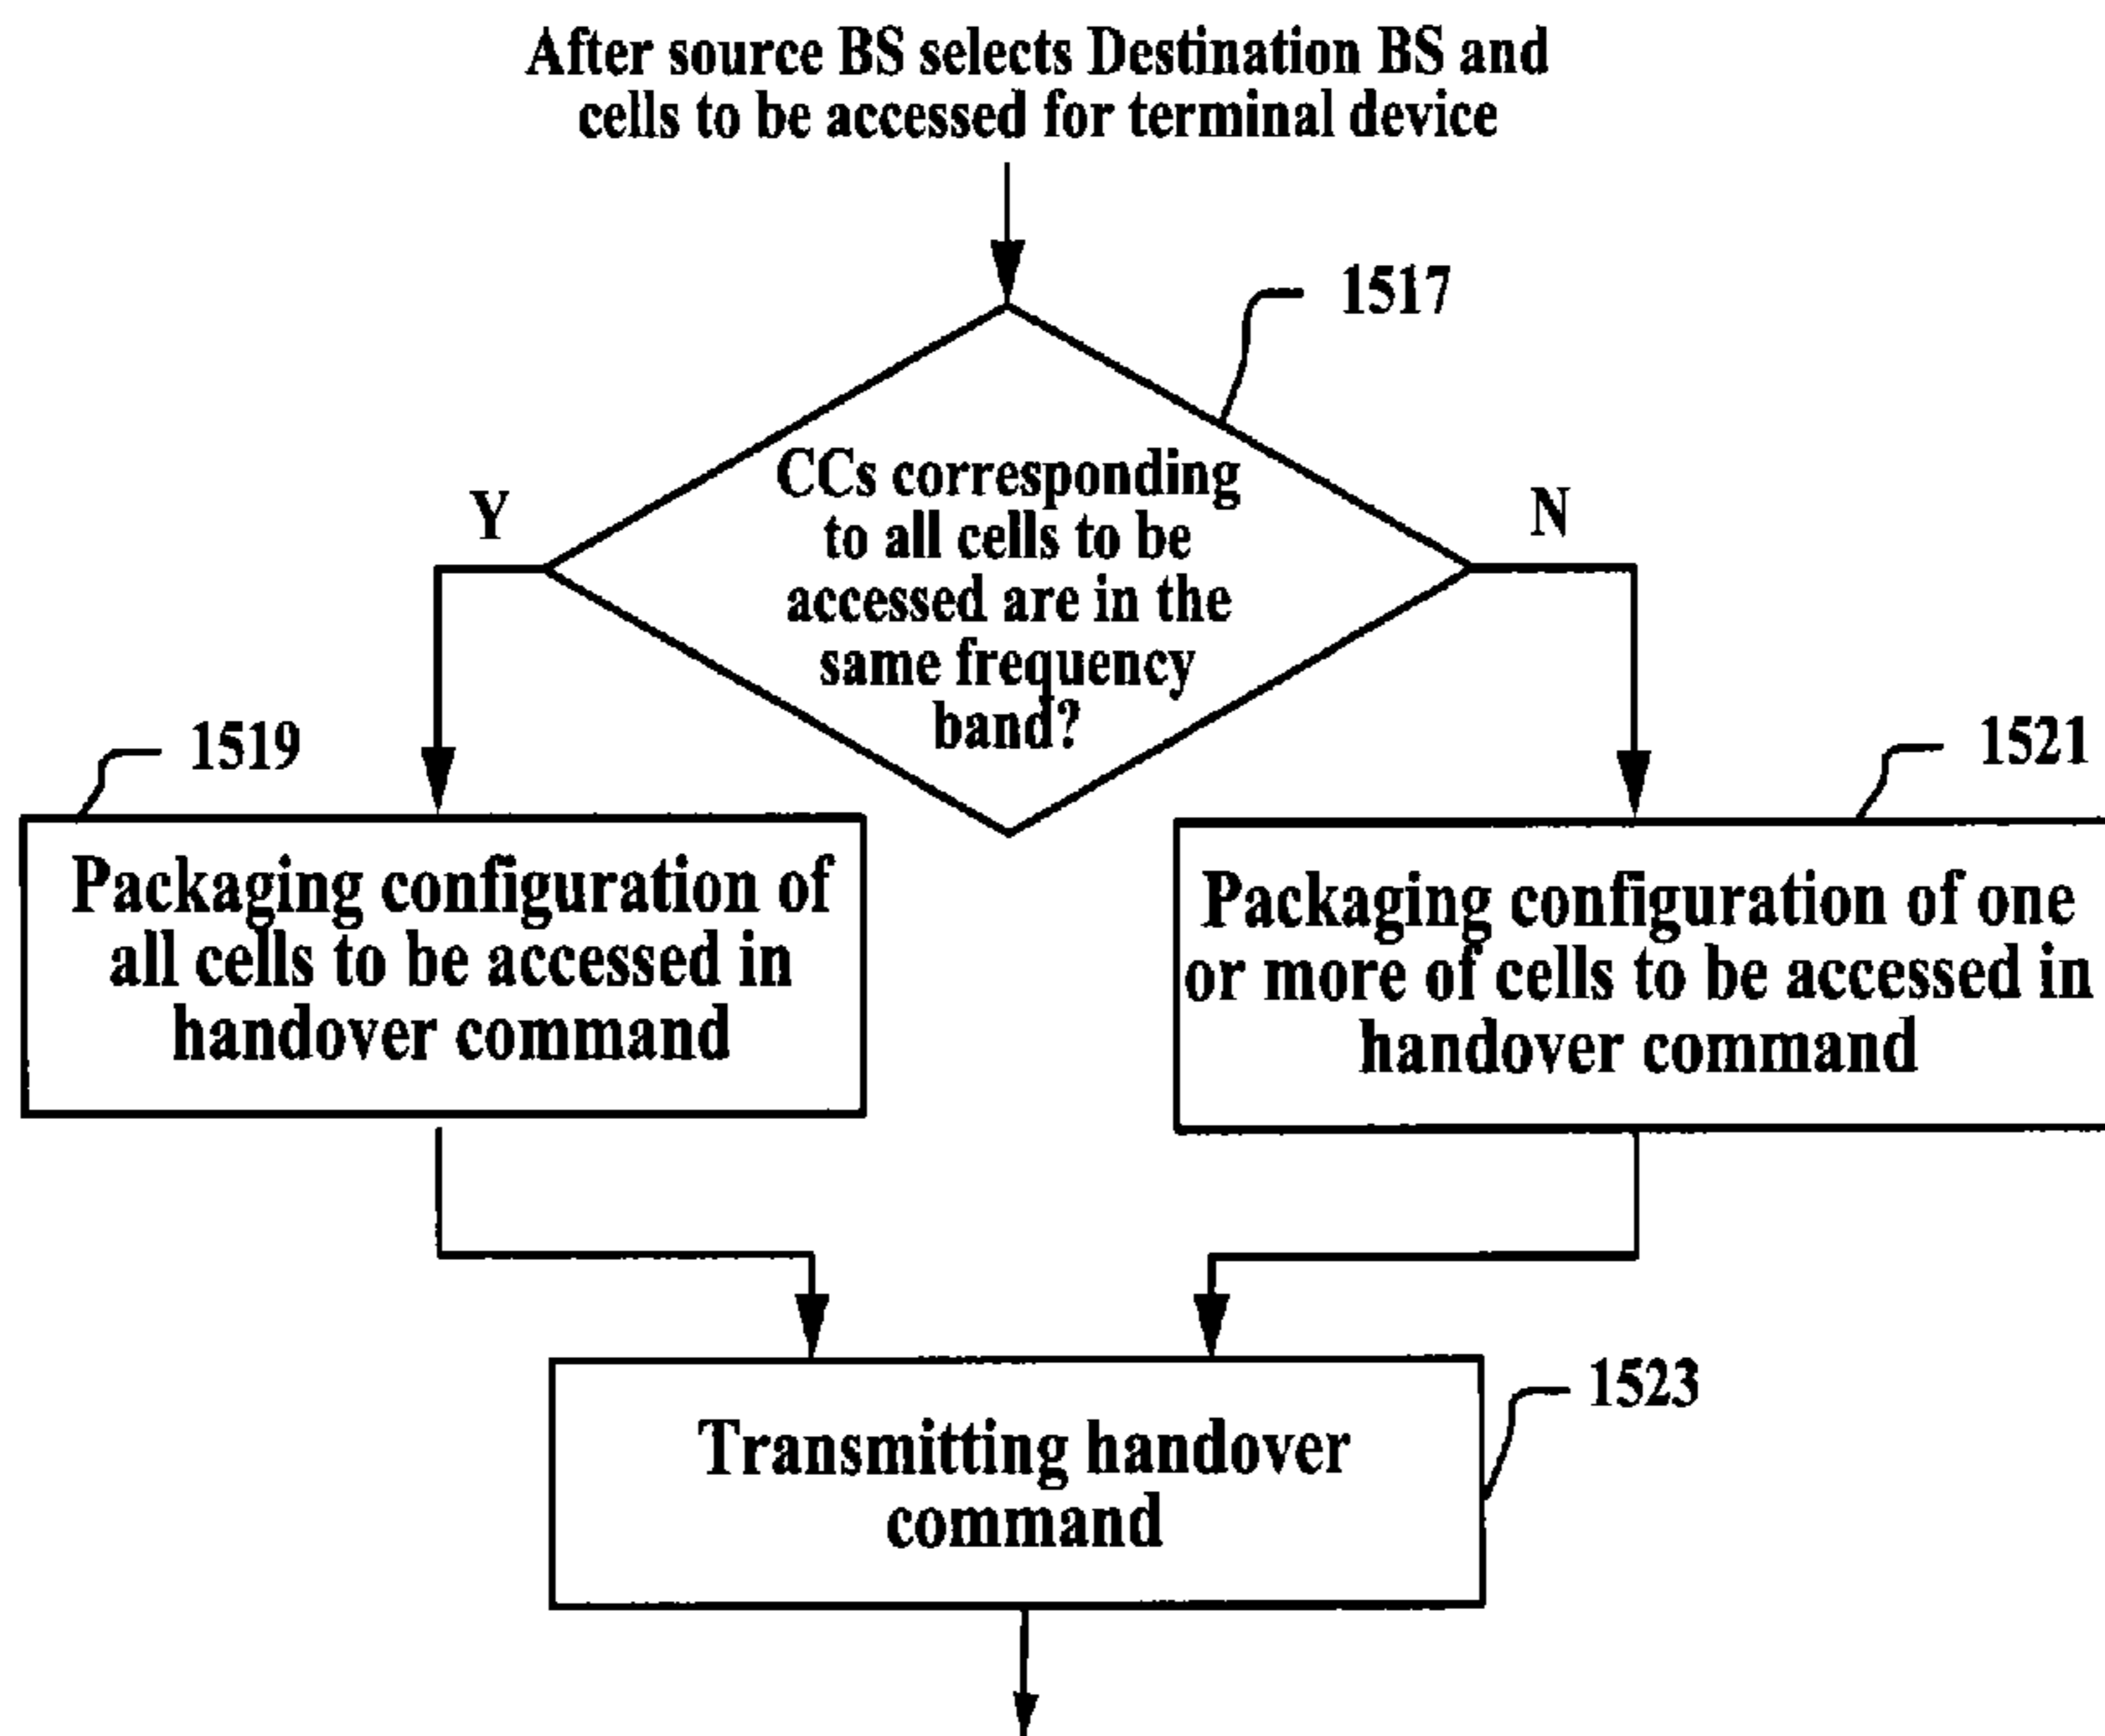 After source BS selects Destination BS and
cells to be accessed for terminal device
1517
CCs corresponding
to all cells to be
accessed are in the
same frequency
band?
Y
N
1519
1521
Packaging configuration of
all cells to be accessed in
handover command
Packaging configuration of one
or more of cells to be accessed in
handover command
Transmitting handover
command
1523